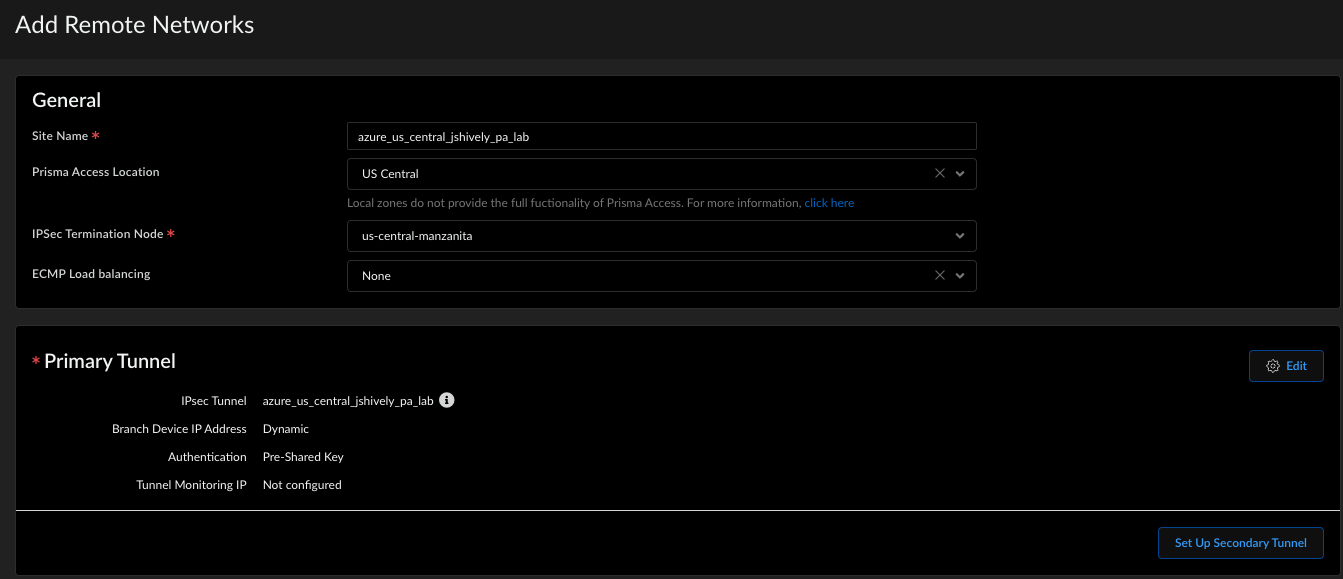 Add Remote Networks
General
Site Name *
azure_us_central_jshively_pa_lab
Prisma Access Location
US Central
Local zones do not provide the full fuctionality of Prisma Access. For more information, click here
IPSec Termination Node *
us-central-manzanita
ECMP Load balancing
None
* Primary Tunnel
Edit
IPsec Tunnel azure_us_central_jshively_pa_lab
Branch Device IP Address Dynamic
Authentication Pre-Shared Key
Tunnel Monitoring IP Not configured
Set Up Secondary Tunnel